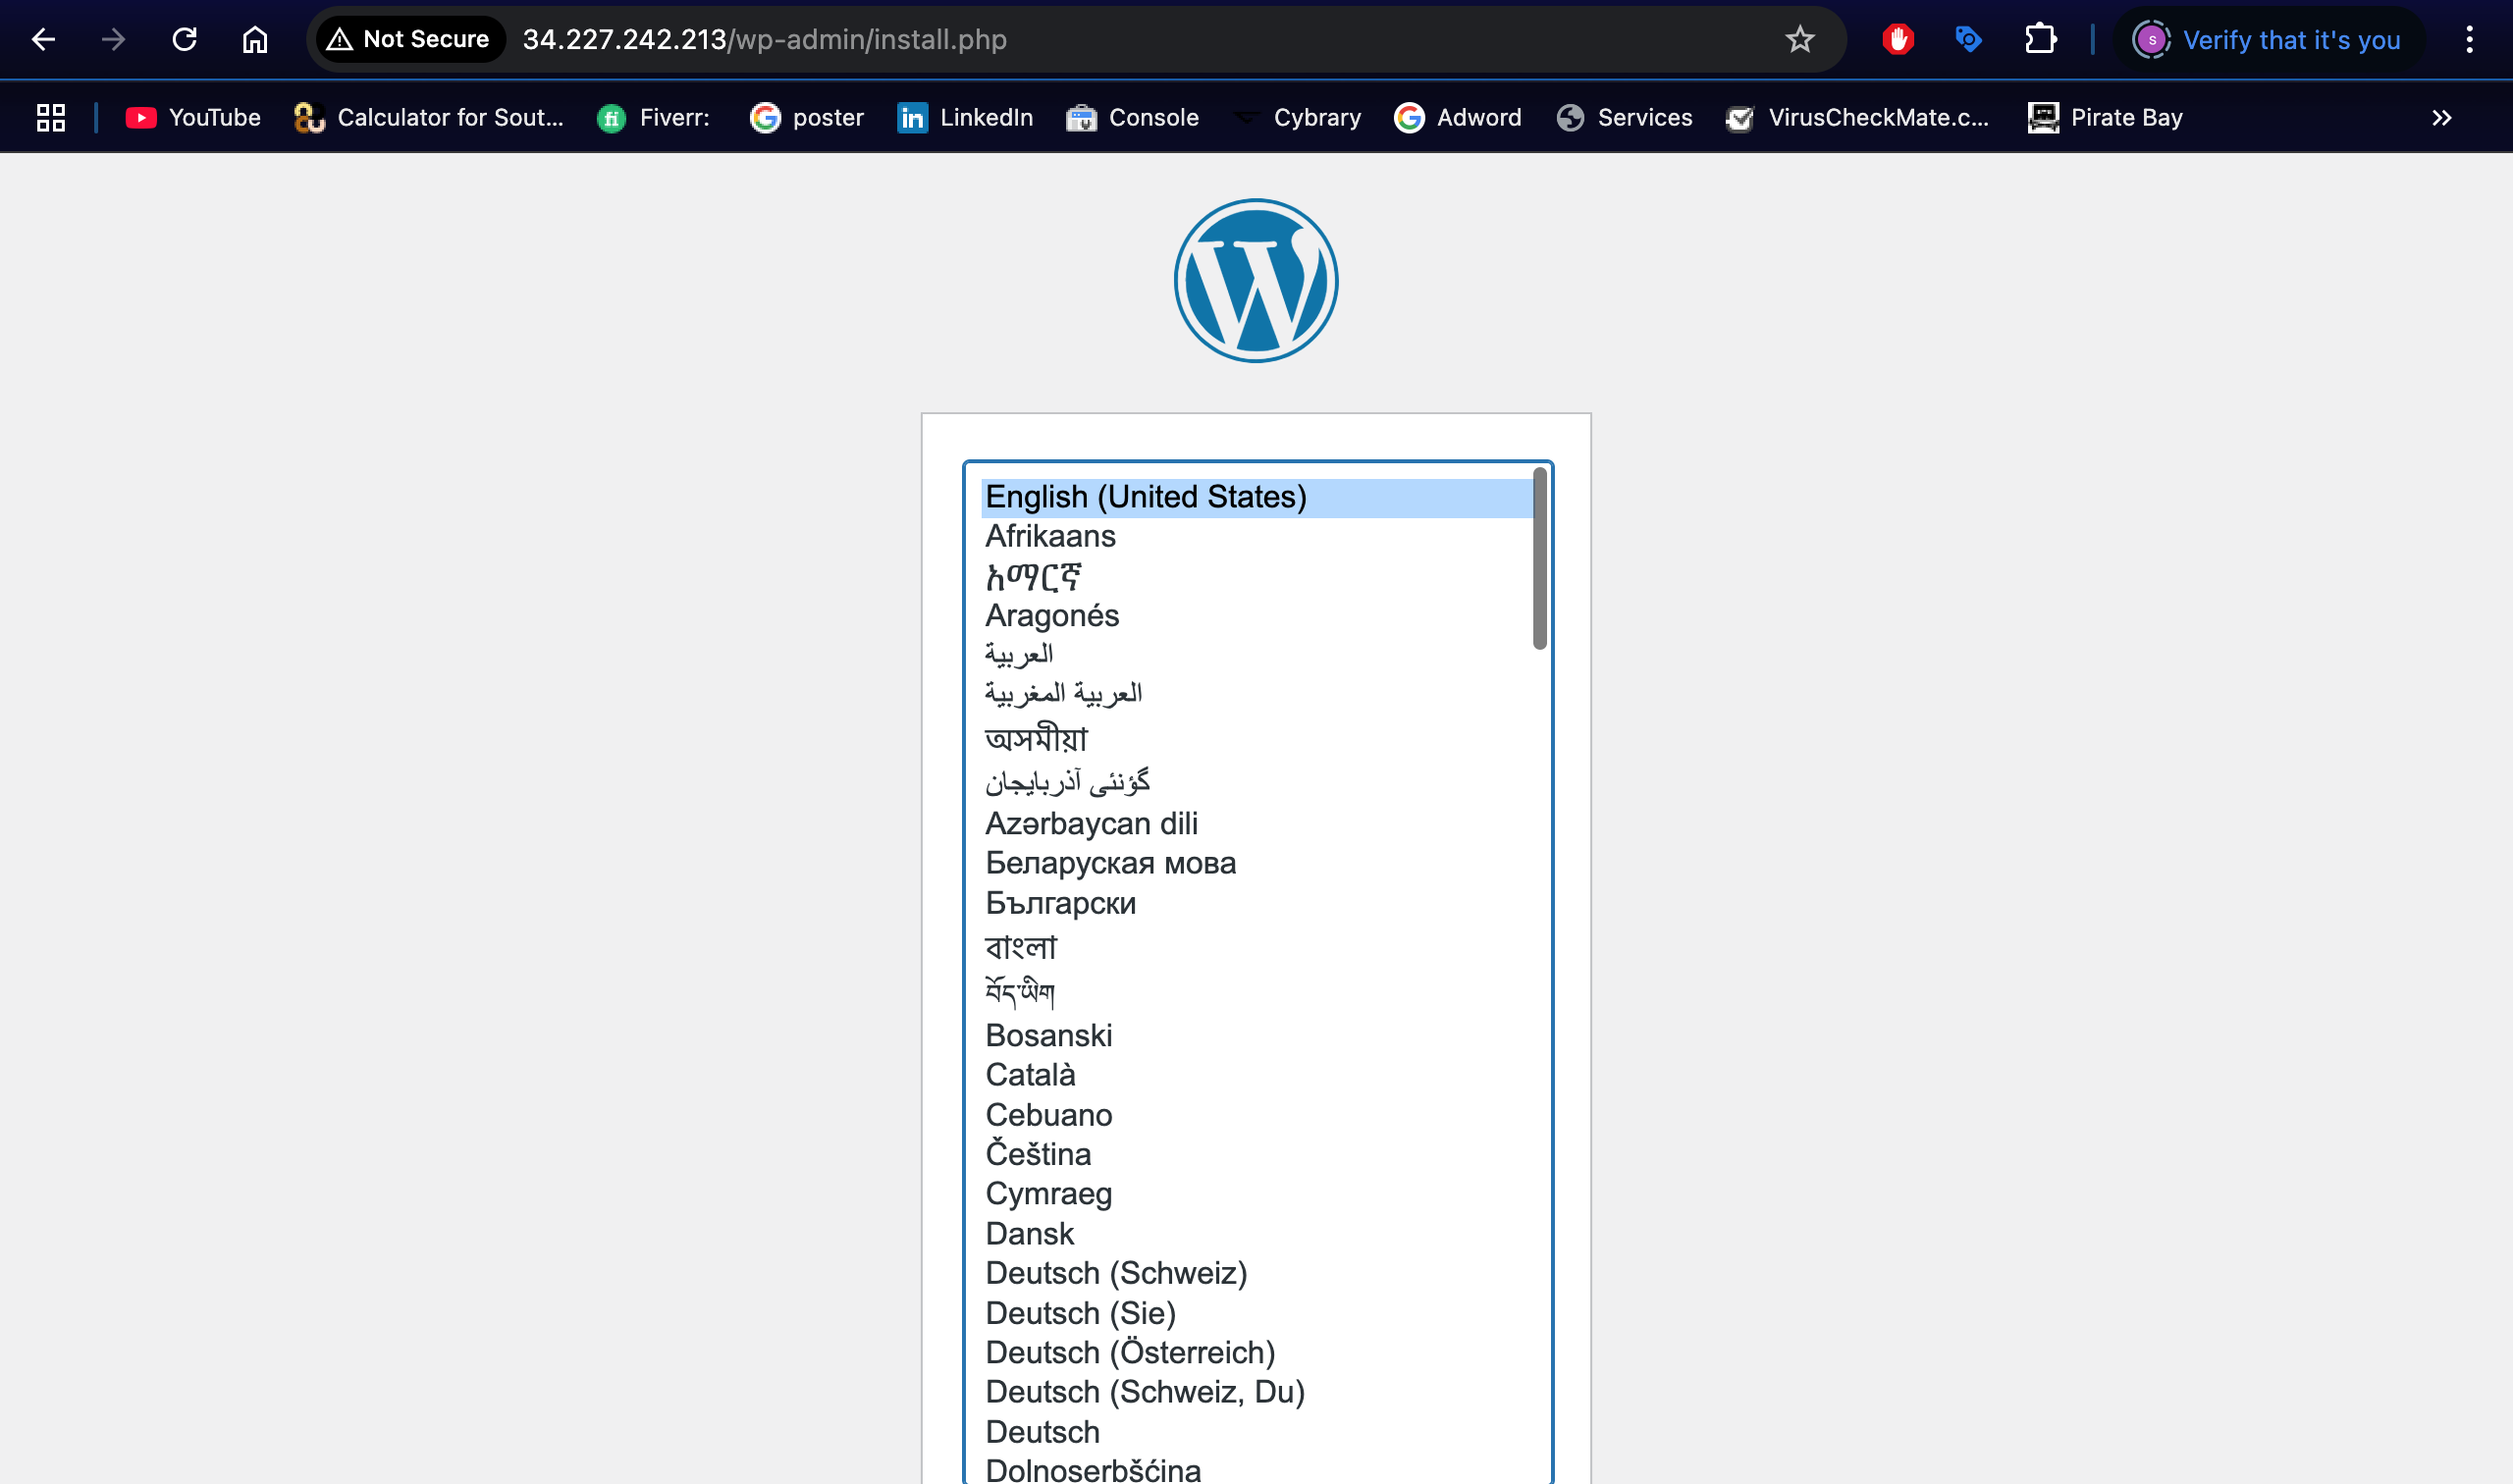 Not Secure 34.227.242.213/wp-admin/install.php s Verify that it's you
YouTube Calculator for Sout... fi Fiverr: poster in LinkedIn Console Cybrary Adword Services VirusCheckMate.c... Pirate Bay
English (United States)
Afrikaans
አማርኛ
Aragonés
العربية
العربية المغربية
অসমীয়া
گؤنئی آذربایجان
Azərbaycan dili
Беларуская мова
Български
বাংলা
བོད་ཡིག
Bosanski
Català
Cebuano
Čeština
Cymraeg
Dansk
Deutsch (Schweiz)
Deutsch (Sie)
Deutsch (Österreich)
Deutsch (Schweiz, Du)
Deutsch
Dolnoserbšćina